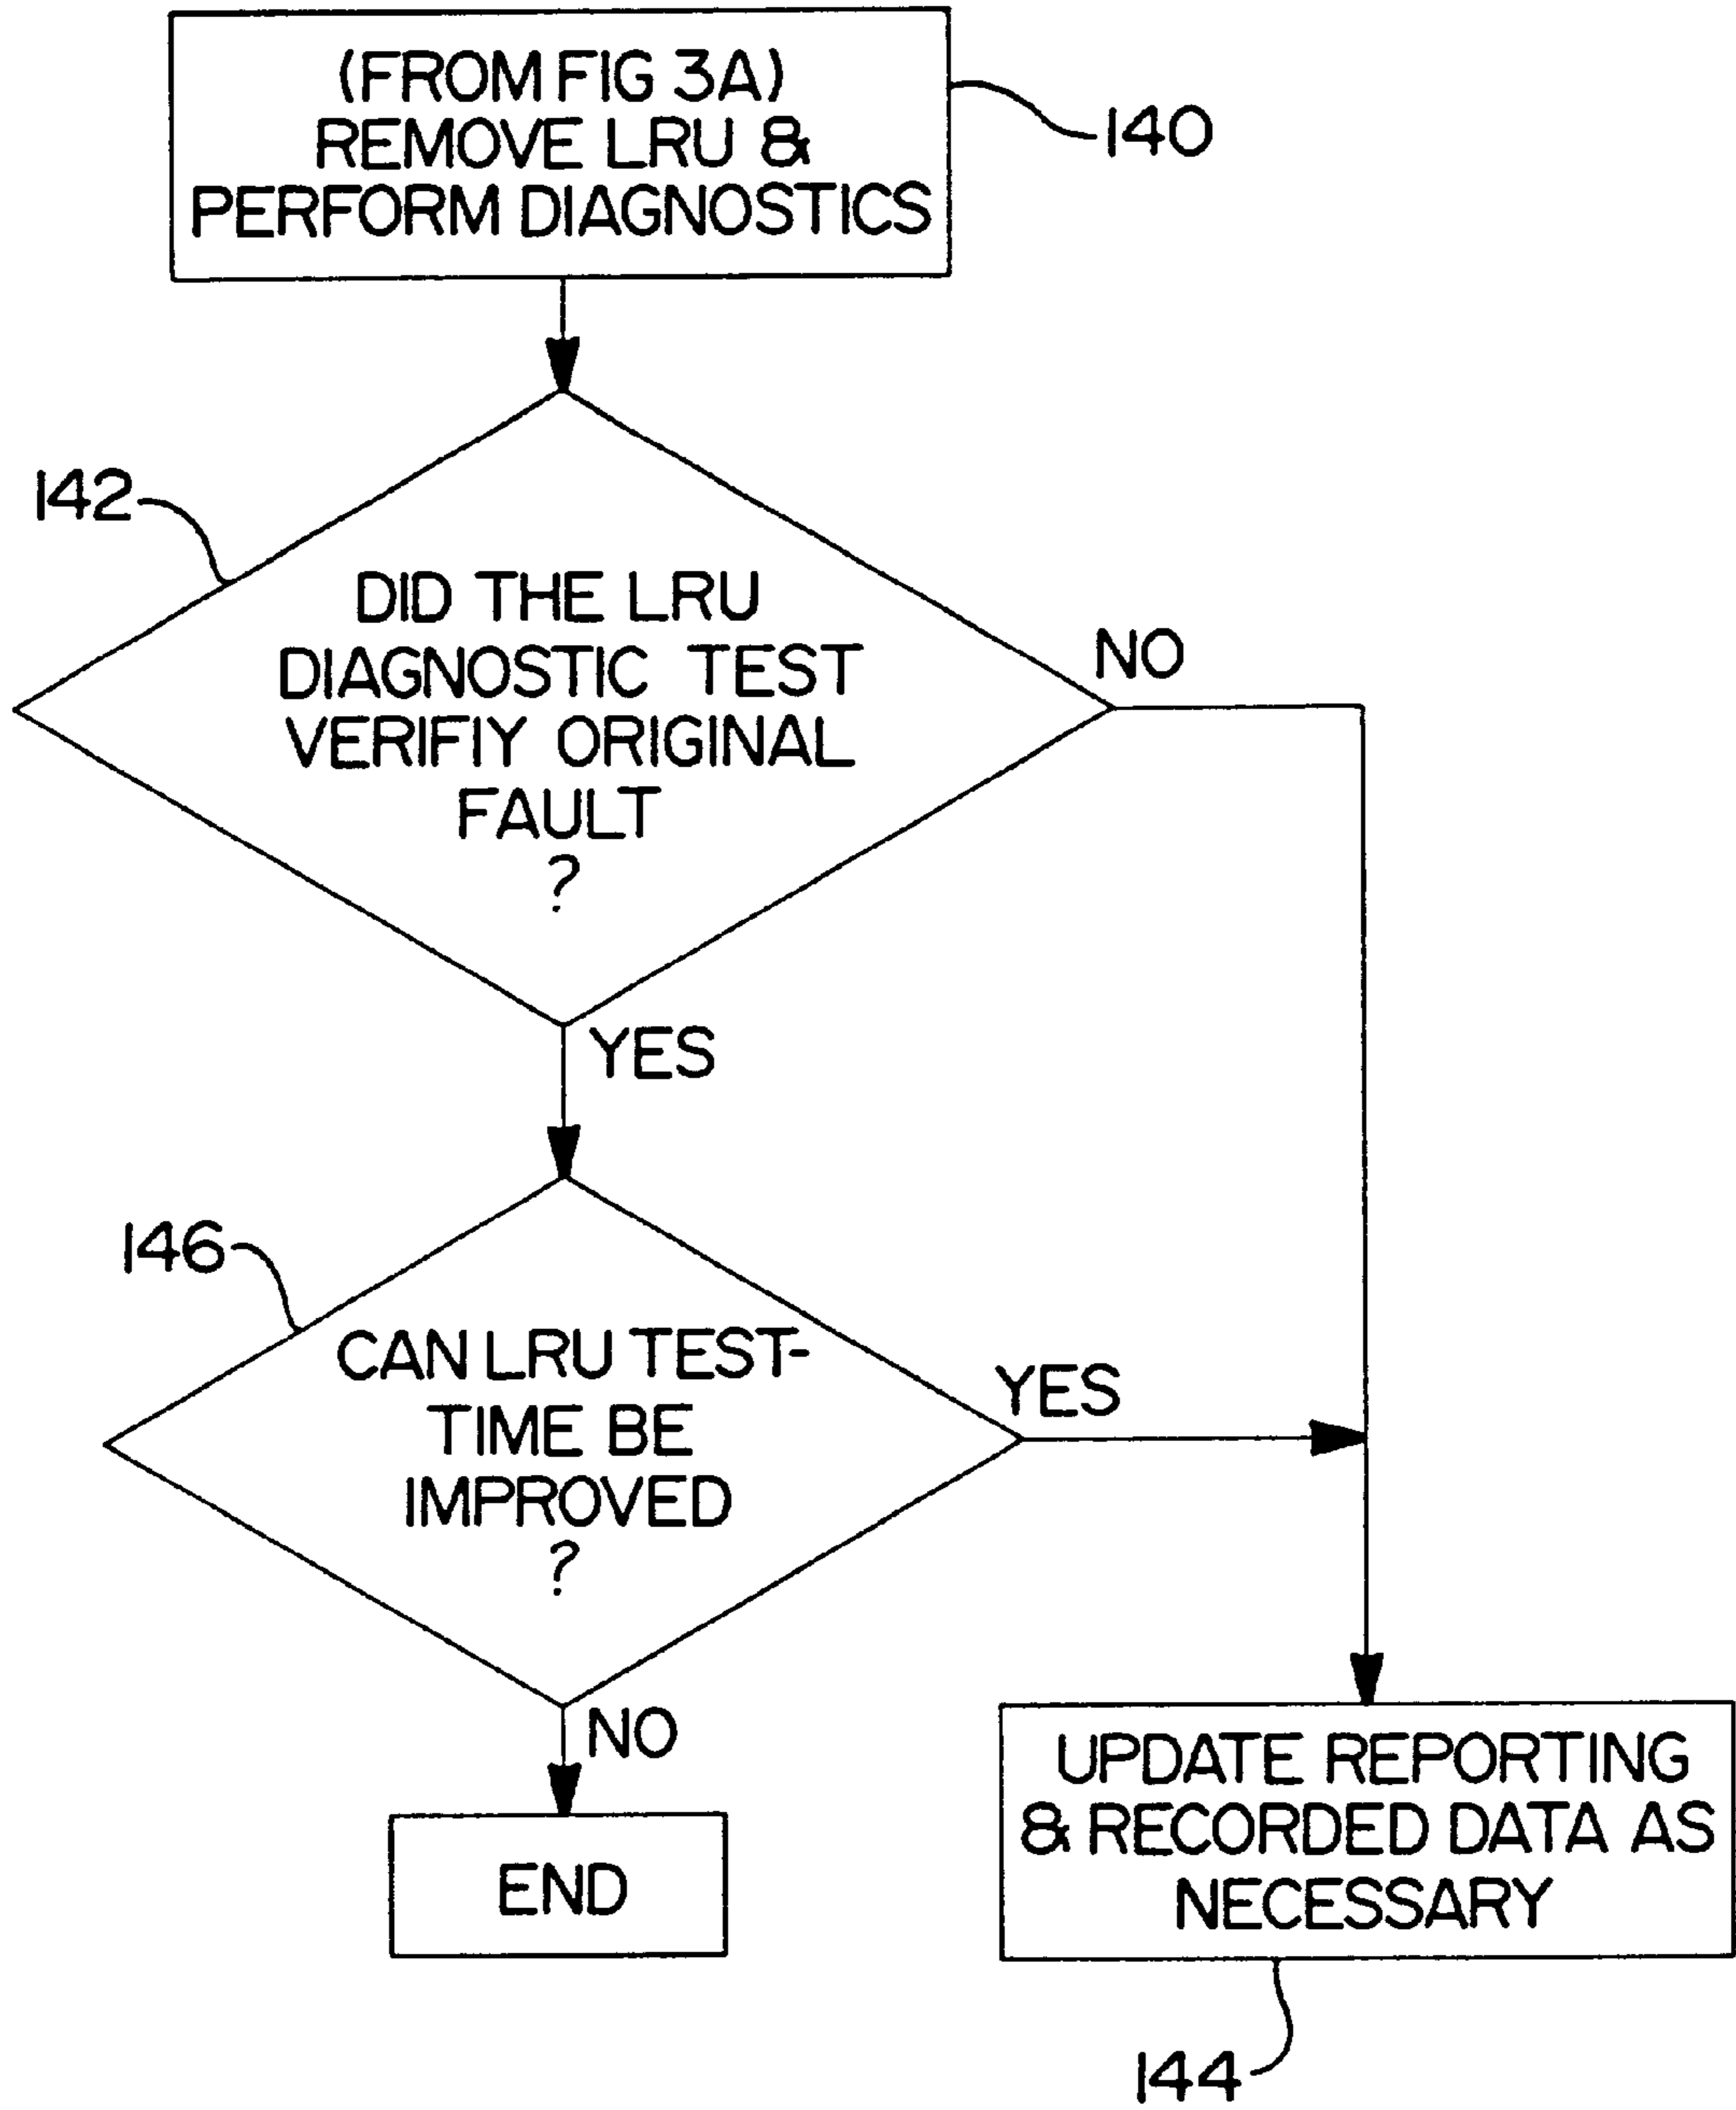 (FROM FIG 3A)
REMOVE LRU &
PERFORM DIAGNOSTICS
140
142
DID THE LRU
DIAGNOSTIC TEST
VERIFIY ORIGINAL
FAULT
?
NO
YES
146
CAN LRU TEST-
TIME BE
IMPROVED
?
YES
NO
END
UPDATE REPORTING
& RECORDED DATA AS
NECESSARY
144